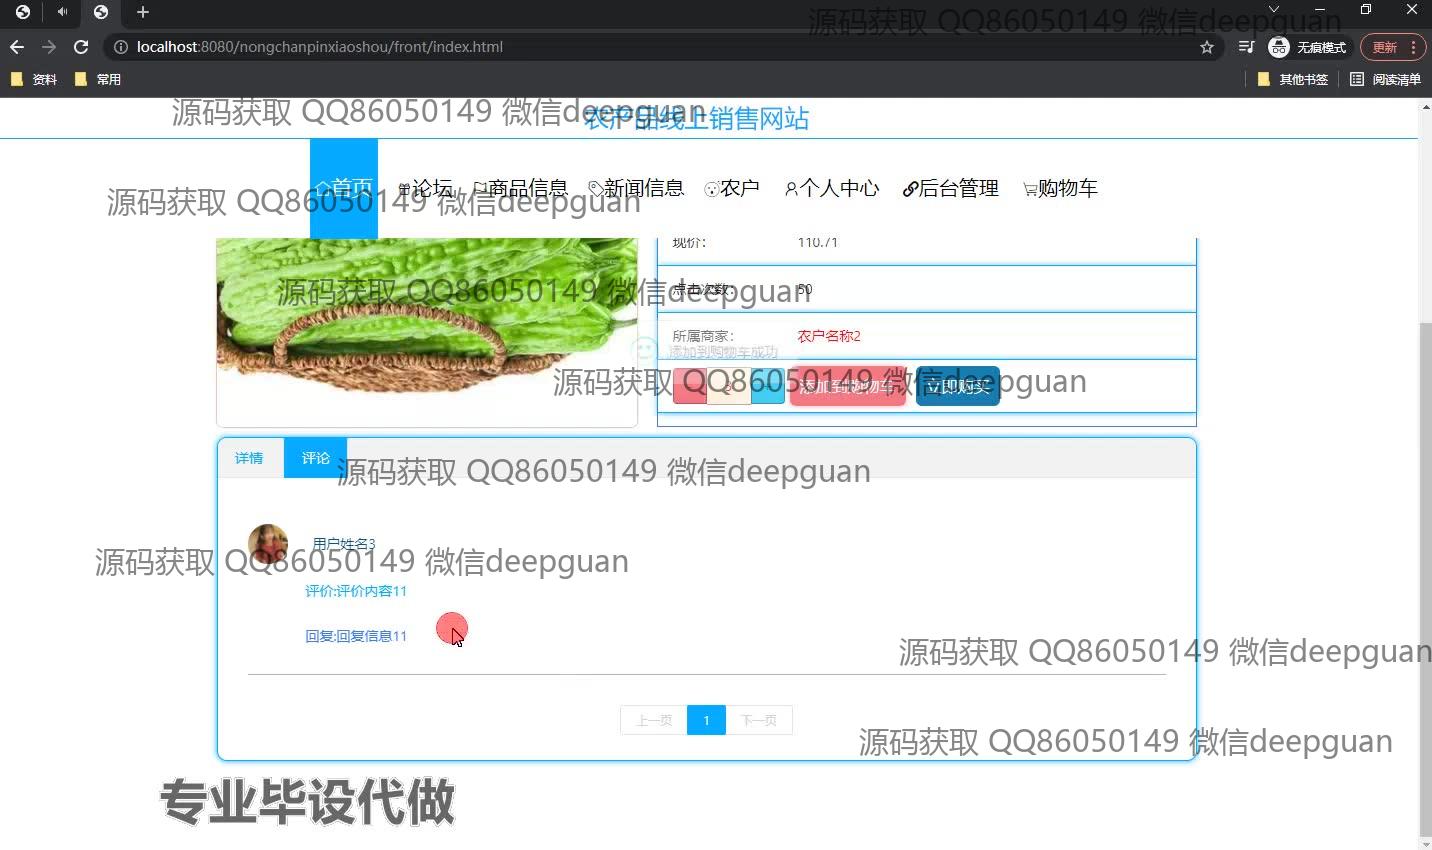 源码获取 QQ86050149 微信deepguan
localhost:8080/nongchanpinxiaoshou/front/index.html
无痕模式
更新
资料
常用
其他书签
阅读清单
源码获取 QQ86050149 微信deepguan
农产品线上销售网站
首页
论坛
商品信息
新闻信息
农户
个人中心
后台管理
购物车
源码获取 QQ86050149 微信deepguan
现价：
110.71
源码获取 QQ86050149 微信deepguan
点击次数：
50
所属商家：
农户名称2
添加到购物车成功
源码获取 QQ86050149 微信deepguan
添加到购物车
立即购买
详情
评论
源码获取 QQ86050149 微信deepguan
用户姓名3
源码获取 QQ86050149 微信deepguan
评价:评价内容11
回复:回复信息11
源码获取 QQ86050149 微信deepguan
上一页
1
下一页
源码获取 QQ86050149 微信deepguan
专业毕设代做